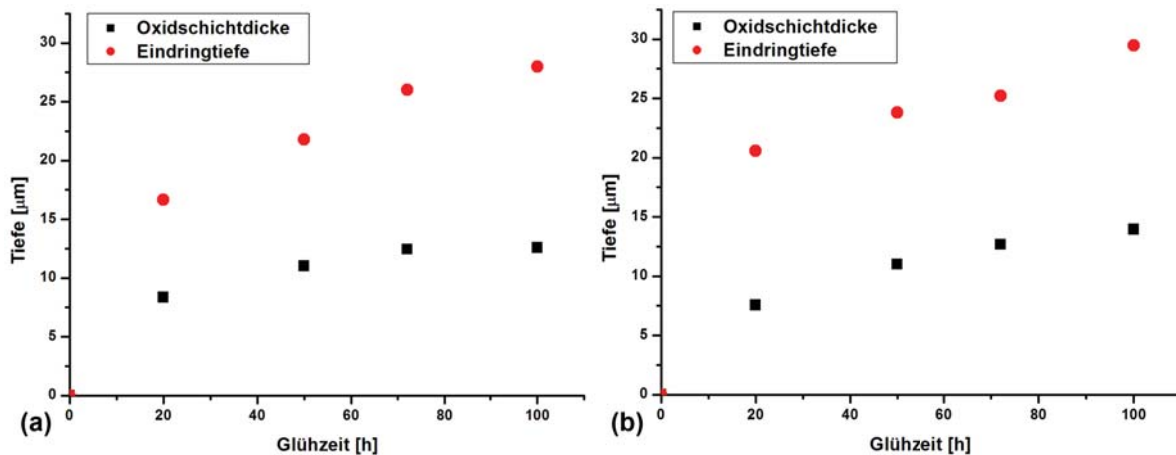 Oxidschichtdicke
Eindringtiefe
30
25
20
15
10
5
0
Tiefe [μm]
0 20 40 60 80 100
Glühzeit [h]
(a)
Oxidschichtdicke
Eindringtiefe
30
25
20
15
10
5
0
Tiefe [μm]
0 20 40 60 80 100
Glühzeit [h]
(b)